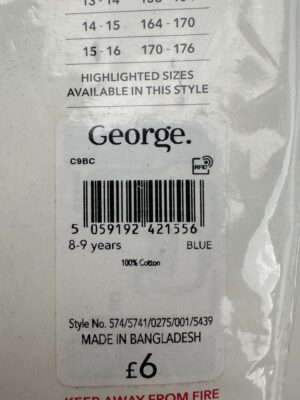 14 - 15 164 - 170
15 - 16 170 - 176
HIGHLIGHTED SIZES
AVAILABLE IN THIS STYLE
George.
C9BC
RFID
5 059192 421556
8-9 years BLUE
100% Cotton
Style No. 574/5741/0275/001/5439
MADE IN BANGLADESH
£6
KEEP AWAY FROM FIRE